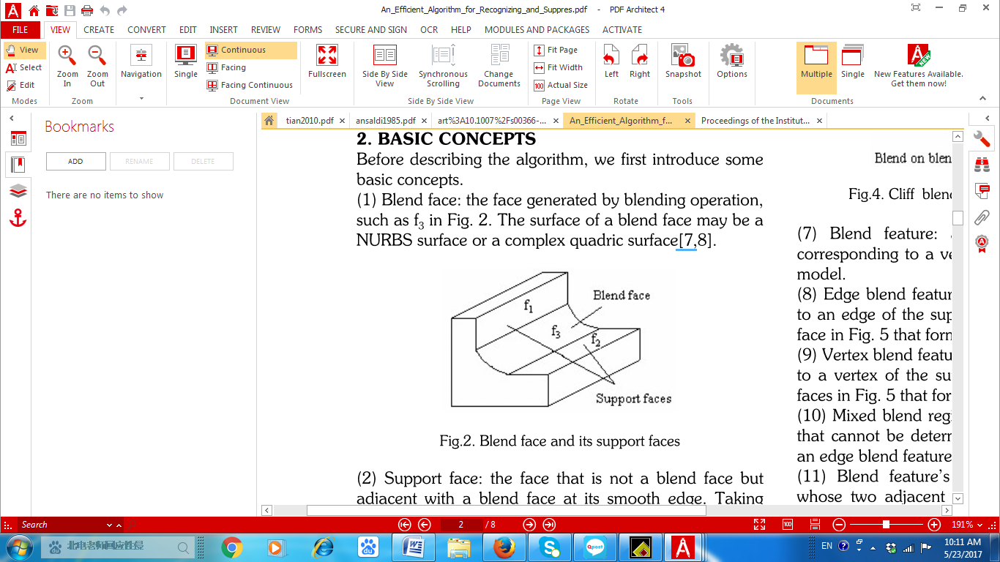 An_Efficient_Algorithm_for_Recognizing_and_Suppres.pdf - PDF Architect 4
FILE VIEW CREATE CONVERT EDIT INSERT REVIEW FORMS SECURE AND SIGN OCR HELP MODULES AND PACKAGES ACTIVATE
View
Select
Edit
Modes
Zoom In
Zoom Out
Zoom
Navigation
Single
Continuous
Facing
Facing Continuous
Document View
Fullscreen
Side By Side View
Synchronous Scrolling
Change Documents
Side By Side View
Fit Page
Fit Width
100 Actual Size
Page View
Left
Right
Rotate
Snapshot
Tools
Options
Multiple
Single
Documents
NEW
New Features Available.
Get them now!
Bookmarks
ADD RENAME DELETE
There are no items to show
tian2010.pdf × ansaldi1985.pdf × art%3A10.1007%2Fs00366-... × An_Efficient_Algorithm_f... × Proceedings of the Institut... ×
2. BASIC CONCEPTS
Before describing the algorithm, we first introduce some
basic concepts.
(1) Blend face: the face generated by blending operation,
such as f3 in Fig. 2. The surface of a blend face may be a
NURBS surface or a complex quadric surface[7,8].
f1
Blend face
f3
f2
Support faces
Fig.2. Blend face and its support faces
(2) Support face: the face that is not a blend face but
adjacent with a blend face at its smooth edge. Taking
Blend on blen
Fig.4. Cliff blend
(7) Blend feature:
corresponding to a ve
model.
(8) Edge blend featur
to an edge of the sup
face in Fig. 5 that form
(9) Vertex blend featu
to a vertex of the su
faces in Fig. 5 that for
(10) Mixed blend regi
that cannot be determ
an edge blend feature
(11) Blend feature's
whose two adjacent
Search
2 / 8
100
191%
Qpost
EN
10:11 AM
5/23/2017